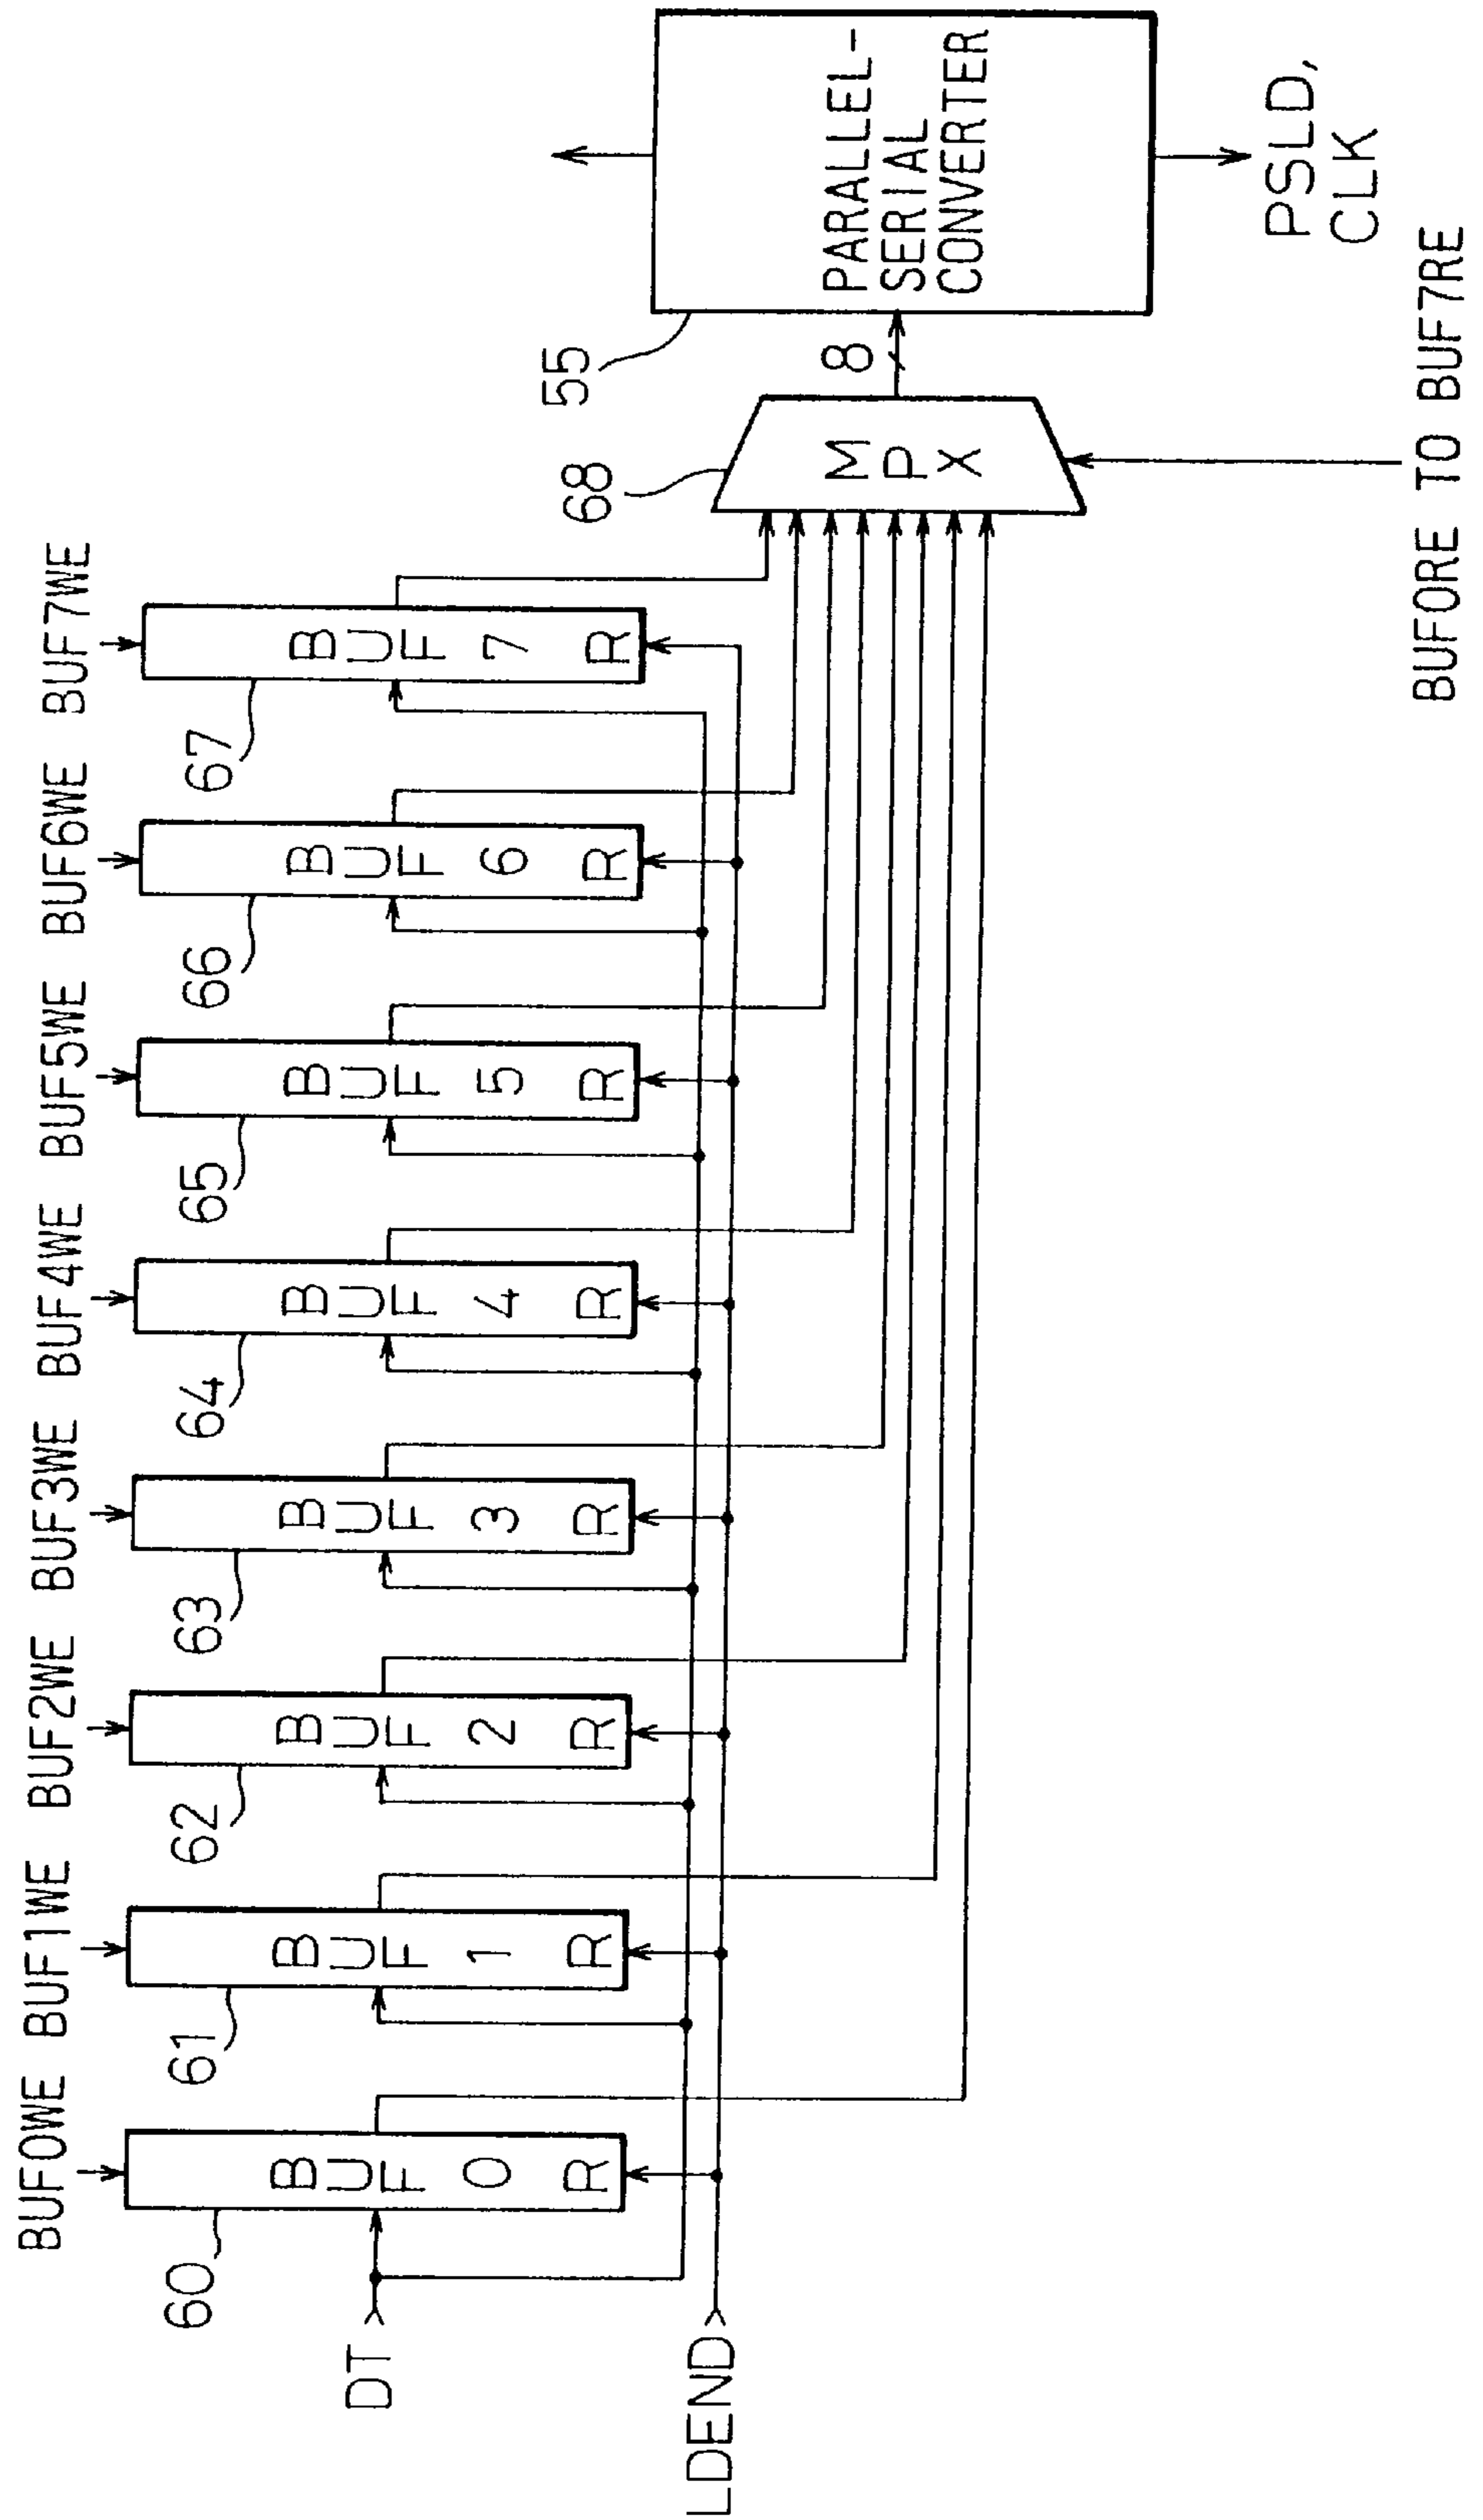 BUF0WE BUF1WE BUF2WE BUF3WE BUF4WE BUF5WE BUF6WE BUF7WE
60
61
62
63
64
65
66
67
BUF 0 R
BUF 1 R
BUF 2 R
BUF 3 R
BUF 4 R
BUF 5 R
BUF 6 R
BUF 7 R
DT
LDEND
68
MPX
8
55
PARALLEL-
SERIAL
CONVERTER
PSLD,
CLK
BUF0RE TO BUF7RE